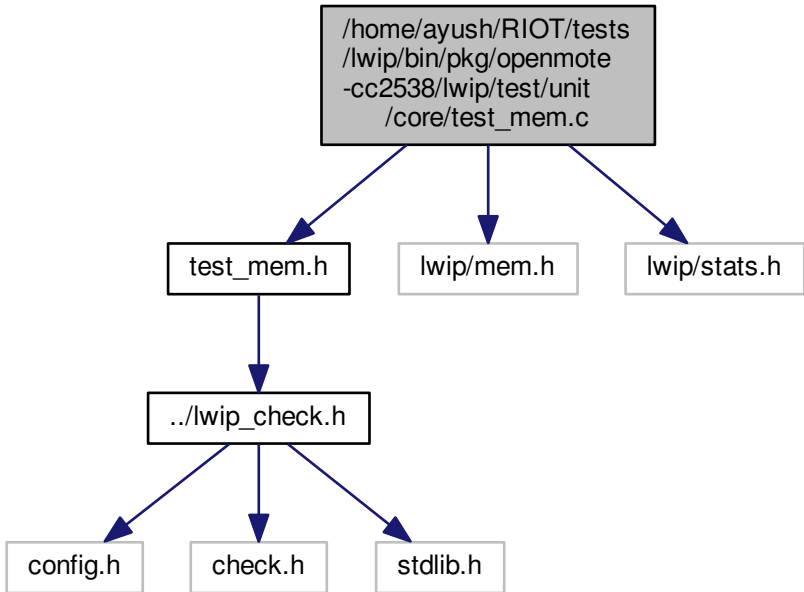 /home/ayush/RIOT/tests
/lwip/bin/pkg/openmote
-cc2538/lwip/test/unit
/core/test_mem.c
test_mem.h
lwip/mem.h
lwip/stats.h
../lwip_check.h
config.h
check.h
stdlib.h